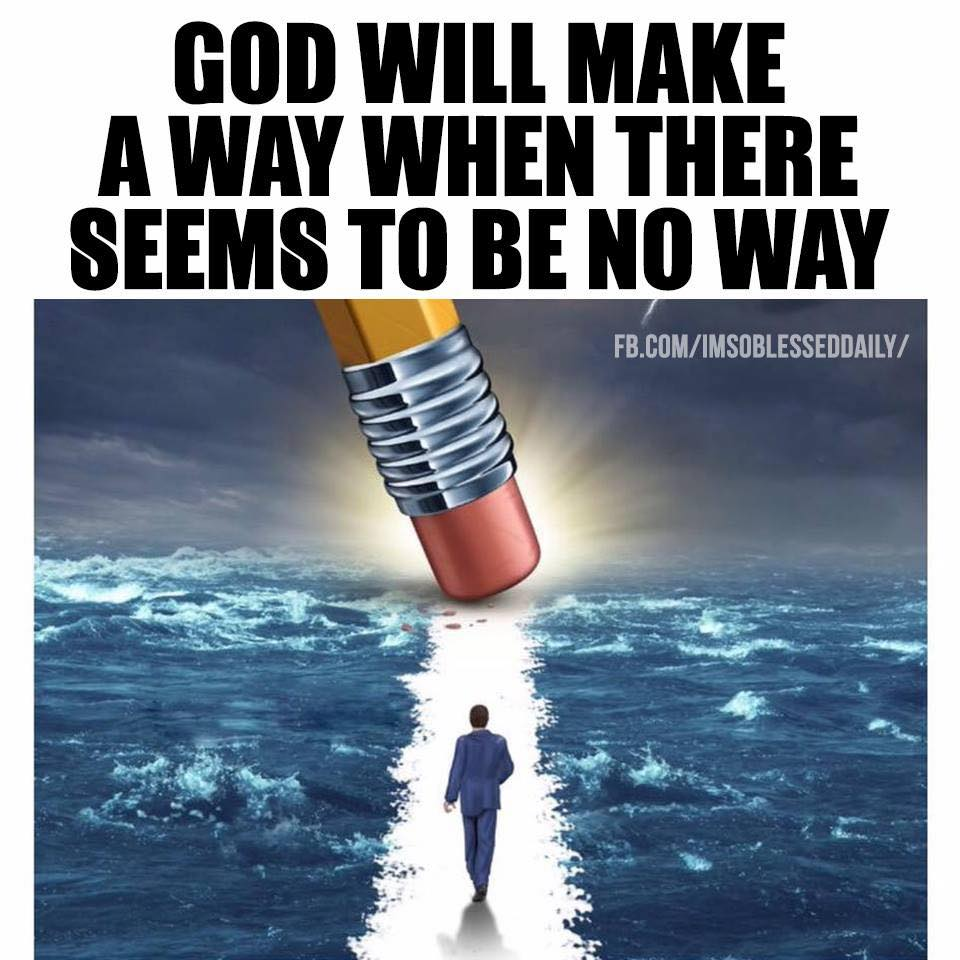 GOD WILL MAKE
A WAY WHEN THERE
SEEMS TO BE NO WAY
FB.COM/IMSOBLESSEDDAILY/